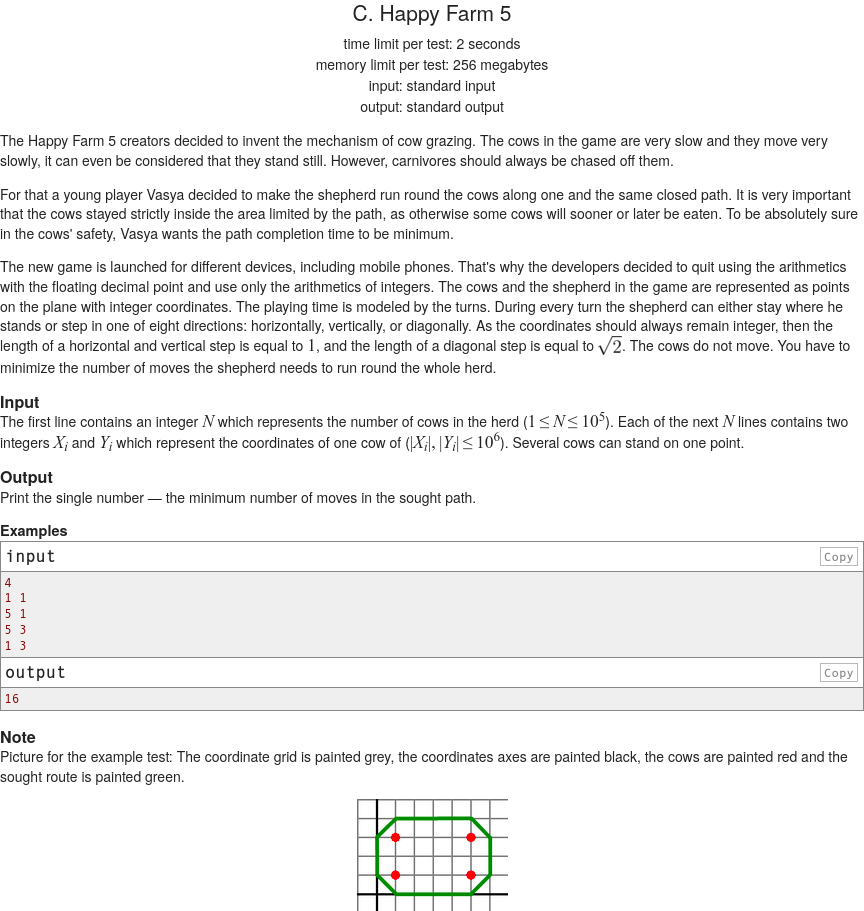 C. Happy Farm 5
time limit per test: 2 seconds
memory limit per test: 256 megabytes
input: standard input
output: standard output
The Happy Farm 5 creators decided to invent the mechanism of cow grazing. The cows in the game are very slow and they move very
slowly, it can even be considered that they stand still. However, carnivores should always be chased off them.
For that a young player Vasya decided to make the shepherd run round the cows along one and the same closed path. It is very important
that the cows stayed strictly inside the area limited by the path, as otherwise some cows will sooner or later be eaten. To be absolutely sure
in the cows' safety, Vasya wants the path completion time to be minimum.
The new game is launched for different devices, including mobile phones. That's why the developers decided to quit using the arithmetics
with the floating decimal point and use only the arithmetics of integers. The cows and the shepherd in the game are represented as points
on the plane with integer coordinates. The playing time is modeled by the turns. During every turn the shepherd can either stay where he
stands or step in one of eight directions: horizontally, vertically, or diagonally. As the coordinates should always remain integer, then the
length of a horizontal and vertical step is equal to 1, and the length of a diagonal step is equal to √2. The cows do not move. You have to
minimize the number of moves the shepherd needs to run round the whole herd.
Input
The first line contains an integer N which represents the number of cows in the herd (1 ≤ N ≤ 10⁵). Each of the next N lines contains two
integers Xᵢ and Yᵢ which represent the coordinates of one cow of (|Xᵢ|, |Yᵢ| ≤ 10⁶). Several cows can stand on one point.
Output
Print the single number — the minimum number of moves in the sought path.
Examples
input
Copy
4
1 1
5 1
5 3
1 3
output
Copy
16
Note
Picture for the example test: The coordinate grid is painted grey, the coordinates axes are painted black, the cows are painted red and the
sought route is painted green.